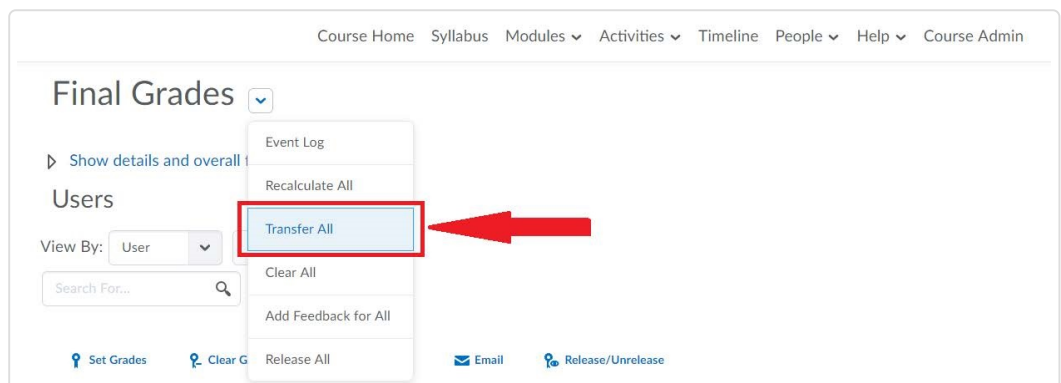 Course Home Syllabus Modules Activities Timeline People Help Course Admin
Final Grades
Event Log
Show details and overall
Recalculate All
Users
Transfer All
View By: User
Clear All
Search For...
Add Feedback for All
Set Grades Clear Release All Email Release/Unrelease